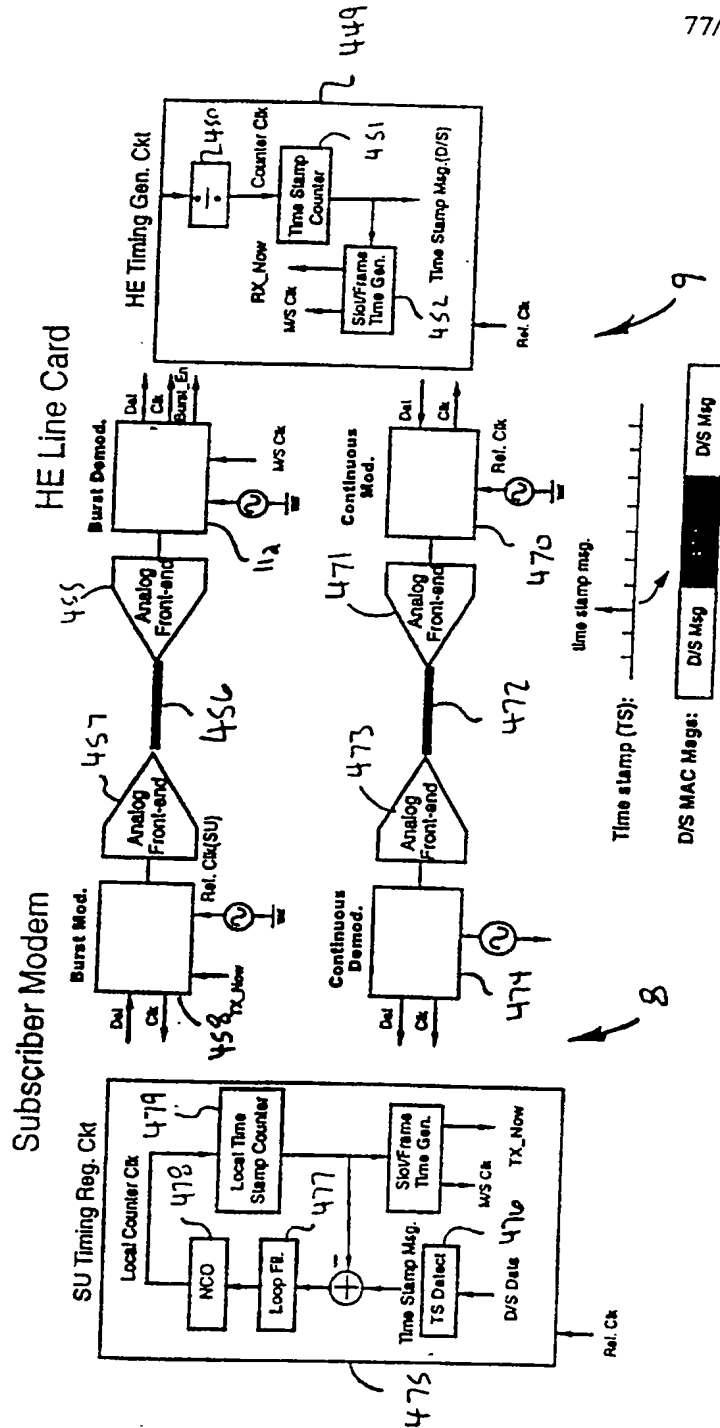 77/
Subscriber Modem
HE Line Card
SU Timing Reg. Ckt
Local Counter Clk
479
478
NCO
Local Time
Stamp Counter
477
Loop Fil.
Slot/Frame
Time Gen.
Time Stamp Msg.
M/S Clk
TX_Now
TS Detect
476
D/S Data
475
Burst Mod.
Dat
Clk
458
TX_Now
Rel. Clk(SU)
457
Analog
Front-end
456
455
Analog
Front-end
Burst Demod.
Dat
Clk
Burst_En
M/S Clk
112
HE Timing Gen. Ckt
450
÷
Counter Clk
Time Stamp
Counter
451
RX_Now
M/S Clk
Slot/Frame
Time Gen.
452
Time Stamp Msg.(D/S)
449
Rel. Clk
Rel. Clk
Continuous
Demod.
Dat
Clk
474
473
Analog
Front-end
472
471
Analog
Front-end
Continuous
Mod.
Dat
Clk
Rel. Clk
470
8
9
time stamp msg.
Time stamp (TS):
D/S MAC Msgs:
D/S Msg
D/S Msg